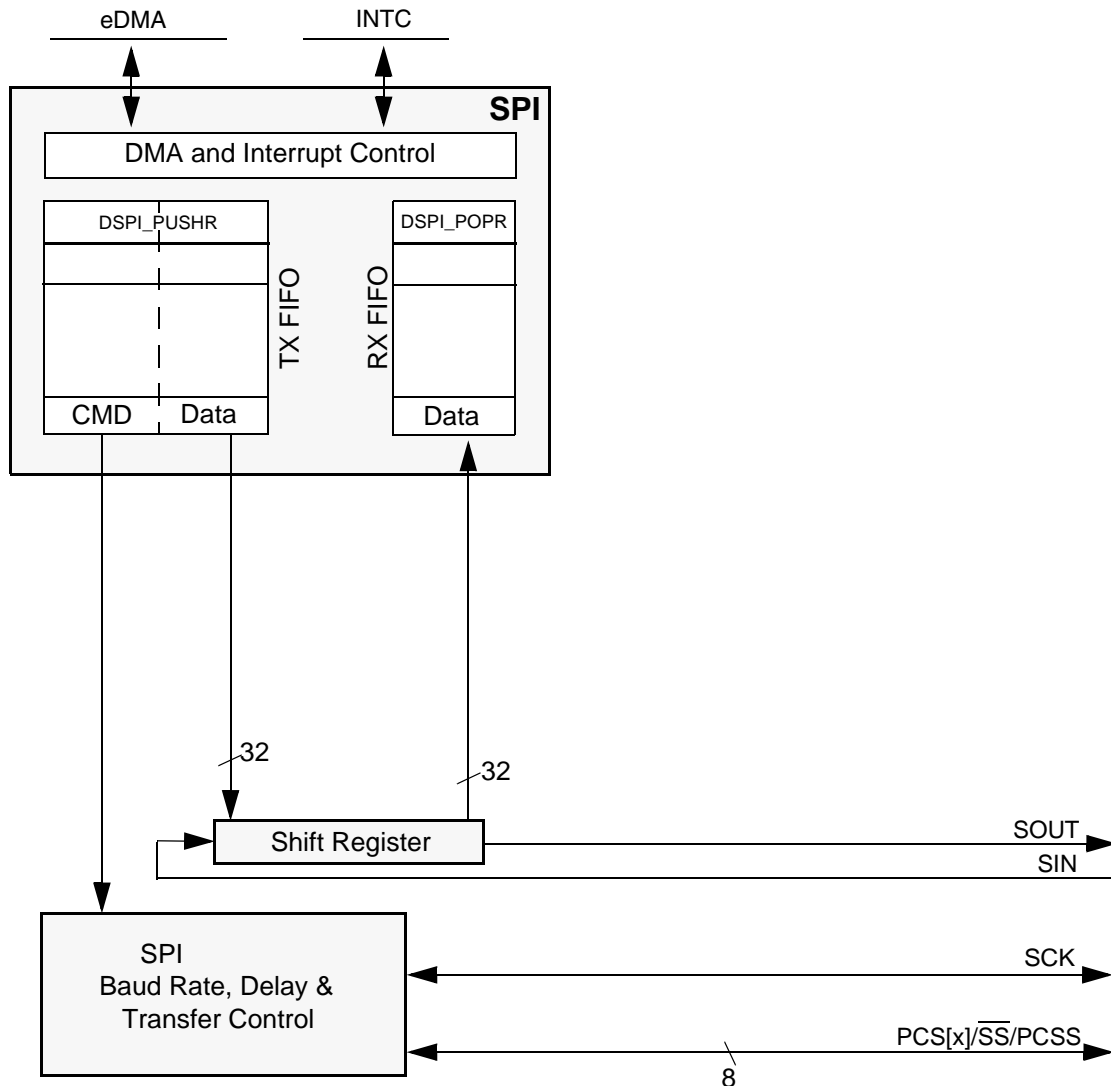 eDMA
INTC
SPI
DMA and Interrupt Control
DSPI_PUSHR
DSPI_POPR
TX FIFO
RX FIFO
CMD
Data
Data
32
32
Shift Register
SOUT
SIN
SPI
Baud Rate, Delay &
Transfer Control
SCK
PCS[x]/S̅S̅/PCSS
8